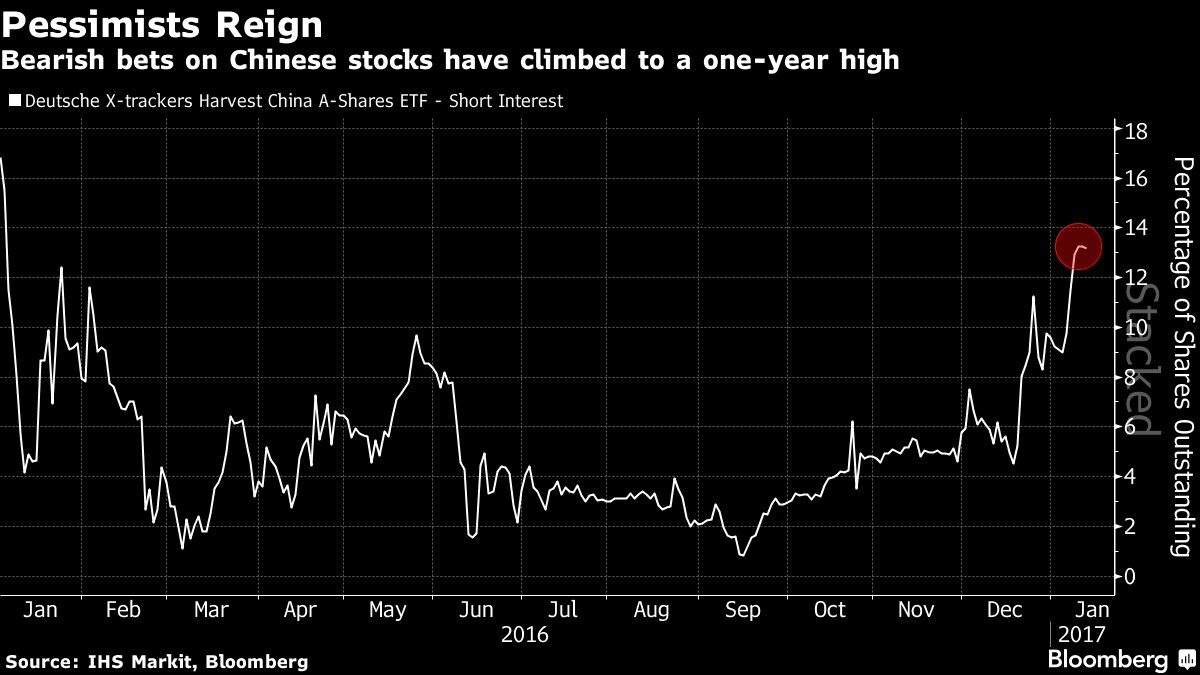 Pessimists Reign
Bearish bets on Chinese stocks have climbed to a one-year high
Deutsche X-trackers Harvest China A-Shares ETF - Short Interest
18
16
14
12
10
8
6
4
2
0
Percentage of Shares Outstanding
Stacked
Jan Feb Mar Apr May Jun Jul Aug Sep Oct Nov Dec Jan
2016 2017
Source: IHS Markit, Bloomberg
Bloomberg